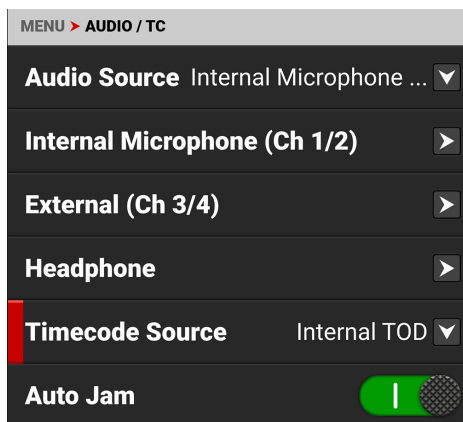 MENU ➤ AUDIO / TC
Audio Source Internal Microphone ...
Internal Microphone (Ch 1/2)
External (Ch 3/4)
Headphone
Timecode Source Internal TOD
Auto Jam